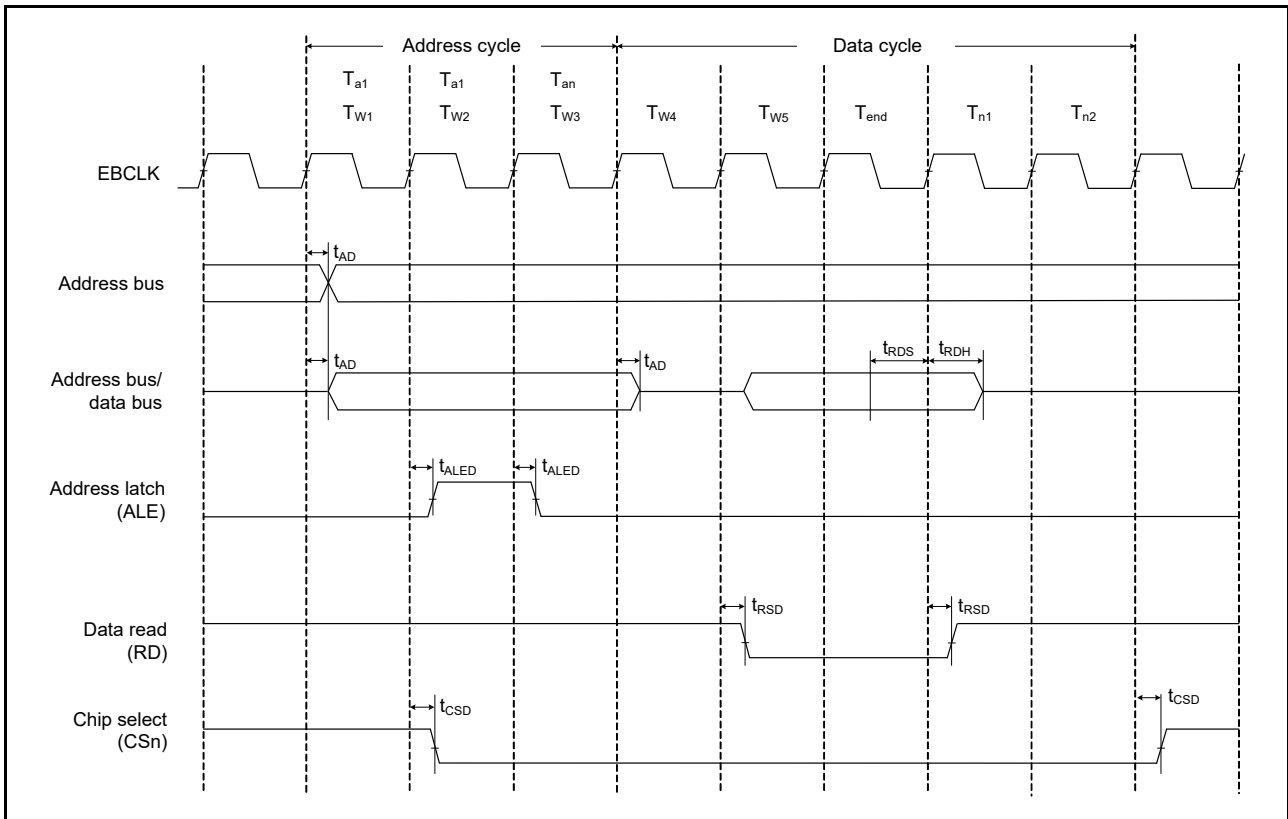 Address cycle Data cycle
Ta1 Ta1 Tan
TW1 TW2 TW3 TW4 TW5 Tend Tn1 Tn2
EBCLK
tAD
Address bus
tAD tAD tRDS tRDH
Address bus/
data bus
tALED tALED
Address latch
(ALE)
tRSD tRSD
Data read
(RD)
tCSD tCSD
Chip select
(CSn)